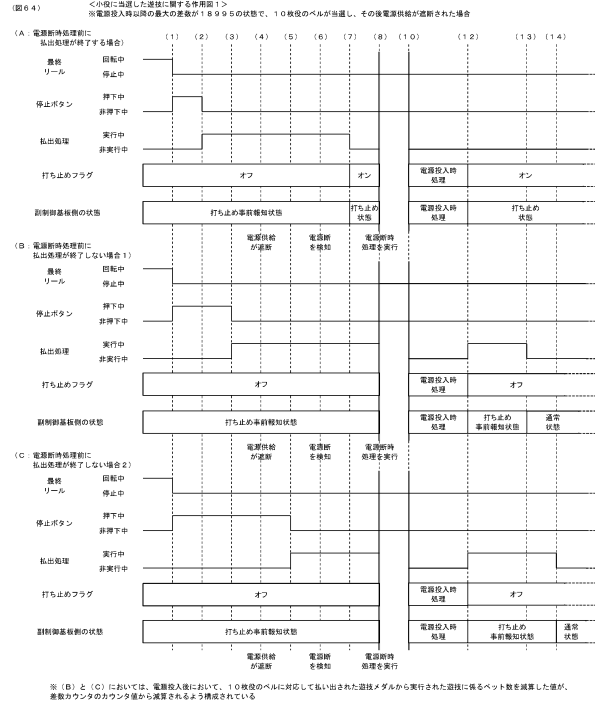 （図６４）
＜小役に当選した遊技に関する作用図１＞
※電源投入時以降の最大の差数が１８９９５の状態で、１０枚役のベルが当選し、その後電源供給が遮断された場合
（Ａ：電源断時処理前に
払出処理が終了する場合）
（１） （２） （３） （４） （５） （６） （７） （８） （１０） （１２） （１３） （１４）
最終
リール
回転中
停止中
停止ボタン
押下中
非押下中
払出処理
実行中
非実行中
打ち止めフラグ
オフ
オン
電源投入時
処理
オン
副制御基板側の状態
打ち止め事前報知状態
打ち止め
状態
電源投入時
処理
打ち止め
状態
電源供給
が遮断
電源断
を検知
電源断時
処理を実行
（Ｂ：電源断時処理前に
払出処理が終了しない場合１）
最終
リール
回転中
停止中
停止ボタン
押下中
非押下中
払出処理
実行中
非実行中
打ち止めフラグ
オフ
電源投入時
処理
オフ
副制御基板側の状態
打ち止め事前報知状態
電源投入時
処理
打ち止め
事前報知状態
通常
状態
電源供給
が遮断
電源断
を検知
電源断時
処理を実行
（Ｃ：電源断時処理前に
払出処理が終了しない場合２）
最終
リール
回転中
停止中
停止ボタン
押下中
非押下中
払出処理
実行中
非実行中
打ち止めフラグ
オフ
電源投入時
処理
オフ
副制御基板側の状態
打ち止め事前報知状態
電源投入時
処理
打ち止め
事前報知状態
通常
状態
電源供給
が遮断
電源断
を検知
電源断時
処理を実行
※（Ｂ）と（Ｃ）においては、電源投入後において、１０枚役のベルに対応して払い出された遊技メダルから実行された遊技に係るベット数を減算した値が、
差数カウンタのカウンタ値から減算されるよう構成されている